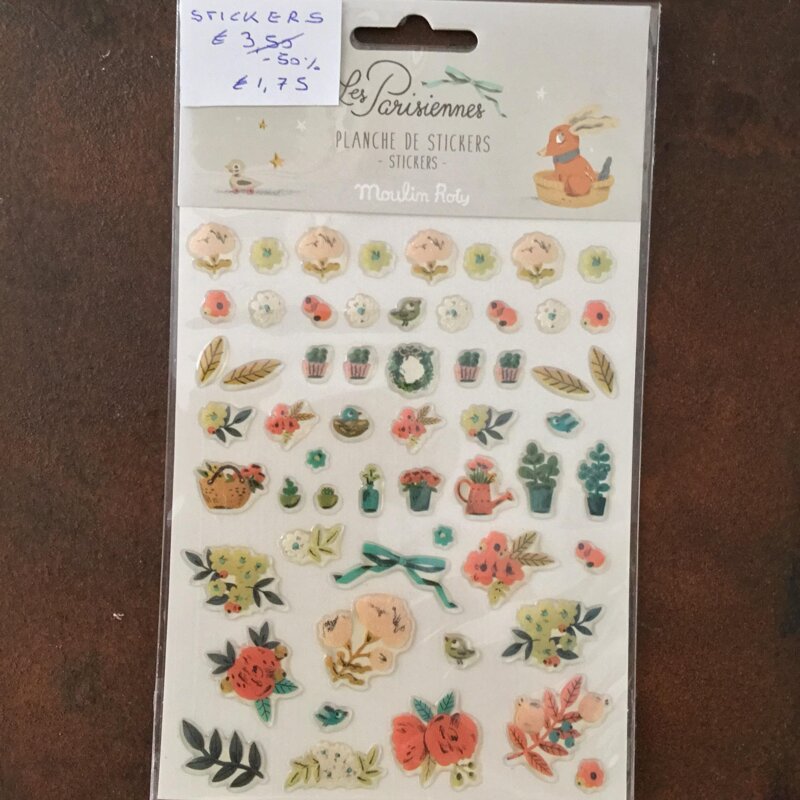 STICKERS
€ 3,50
-50%
€ 1,75
Les Parisiennes
PLANCHE DE STICKERS
- STICKERS -
Moulin Roty